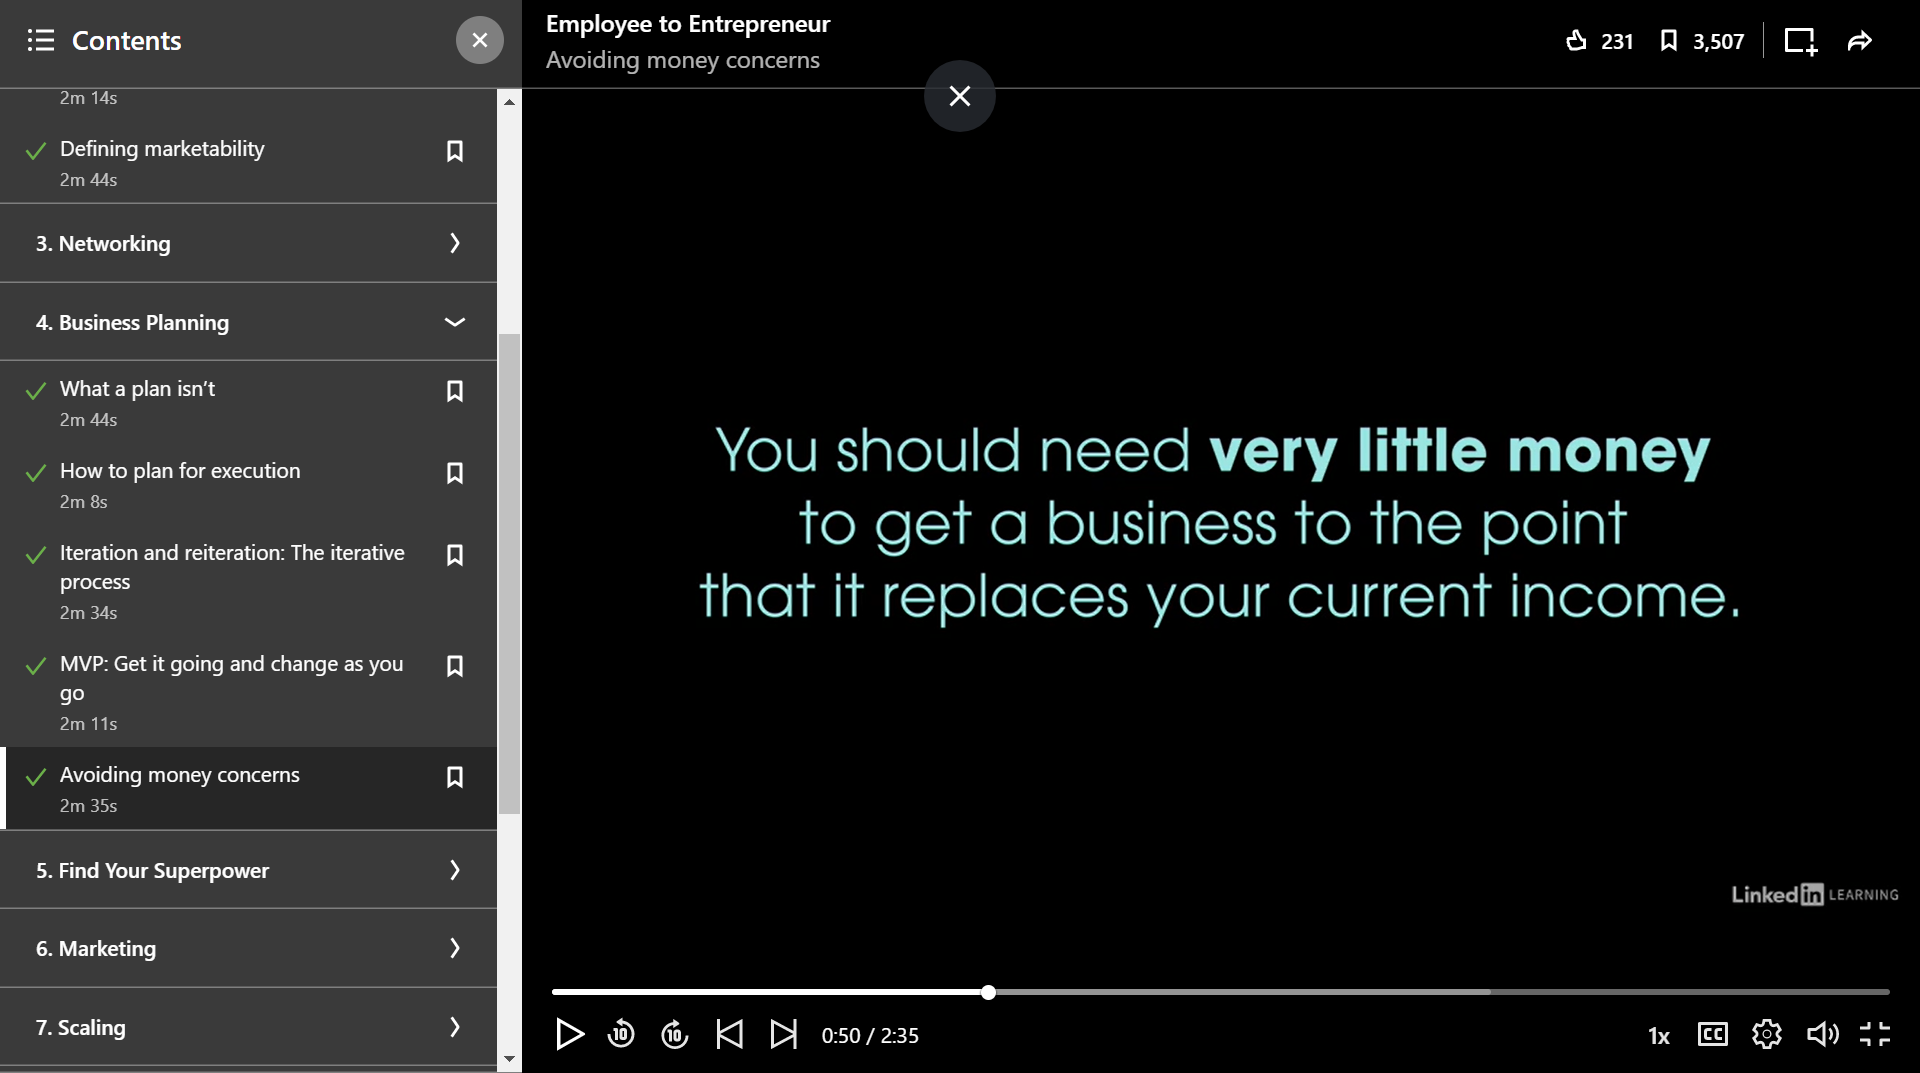 Contents
2m 14s
Defining marketability
2m 44s
3. Networking
4. Business Planning
What a plan isn’t
2m 44s
How to plan for execution
2m 8s
Iteration and reiteration: The iterative
process
2m 34s
MVP: Get it going and change as you
go
2m 11s
Avoiding money concerns
2m 35s
5. Find Your Superpower
6. Marketing
7. Scaling
Employee to Entrepreneur
Avoiding money concerns
231
3,507
You should need very little money
to get a business to the point
that it replaces your current income.
LinkedIn LEARNING
10
10
0:50 / 2:35
1x
CC